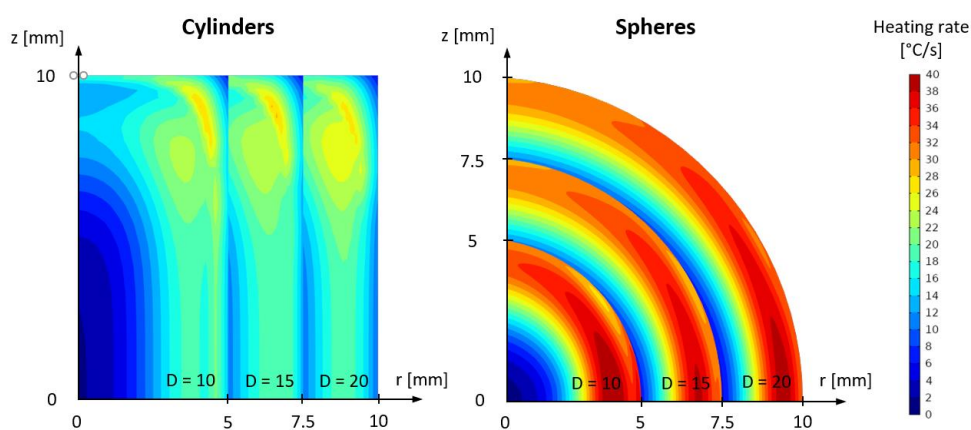 Cylinders
z [mm]
10
0
D = 10
D = 15
D = 20
r [mm]
0
5
7.5
10
Spheres
z [mm]
10
7.5
5
0
D = 10
D = 15
D = 20
r [mm]
0
5
7.5
10
Heating rate
[°C/s]
40
38
36
34
32
30
28
26
24
22
20
18
16
14
12
10
8
6
4
2
0